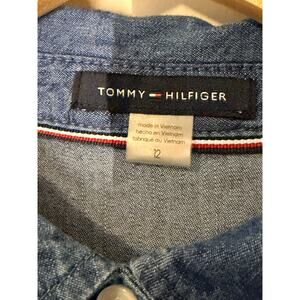 TOMMY HILFIGER
made in Vietnam
hecho en Vietnam
fabriqué au Vietnam
12